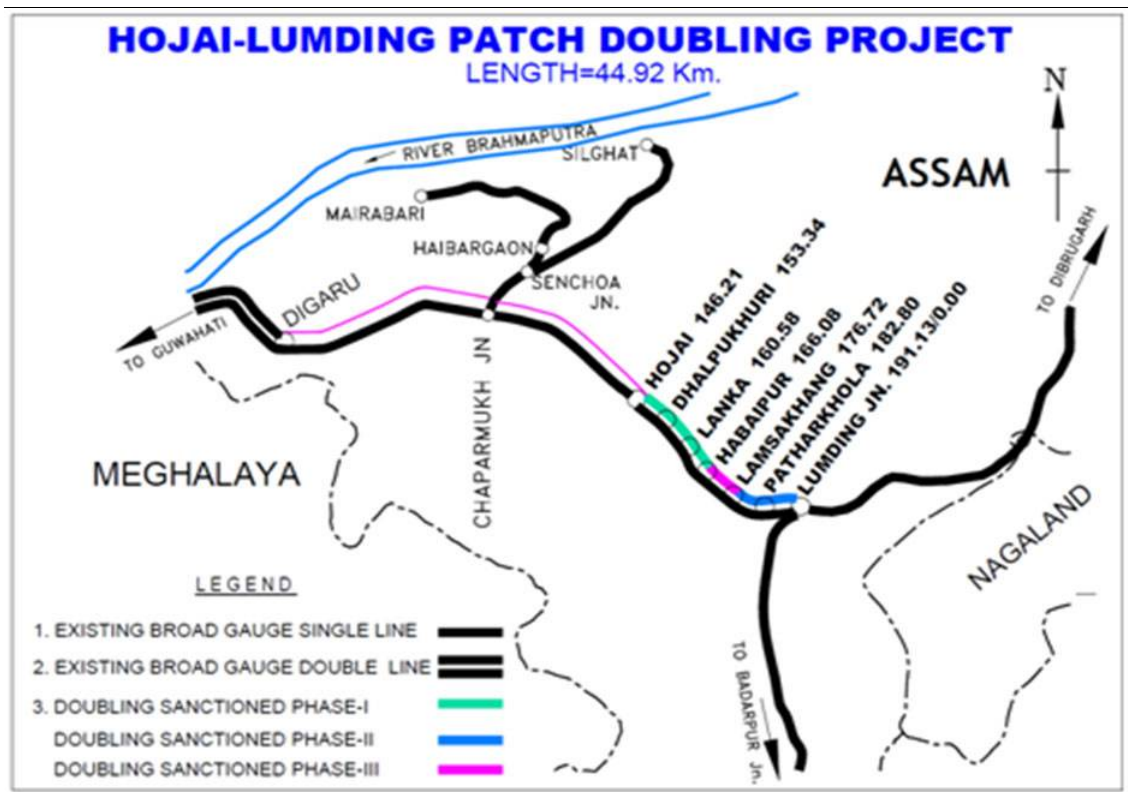 HOJAI-LUMDING PATCH DOUBLING PROJECT
LENGTH=44.92 Km.
N
RIVER BRAHMAPUTRA
SILGHAT
ASSAM
MAIRABARI
HAIBARGAON
SENCHOA
JN.
DIGARU
TO GUWAHATI
TO DIBRUGARH
CHAPARMUKH JN
HOJAI 146.21
DHALPUKHURI 153.34
LANKA 160.58
HABAIPUR 166.08
LAMSAKHANG 176.72
PATHARKHOLA 182.80
LUMDING JN. 191.13/0.00
MEGHALAYA
NAGALAND
TO BADARPUR Jn.
LEGEND
1. EXISTING BROAD GAUGE SINGLE LINE
2. EXISTING BROAD GAUGE DOUBLE LINE
3. DOUBLING SANCTIONED PHASE-I
DOUBLING SANCTIONED PHASE-II
DOUBLING SANCTIONED PHASE-III